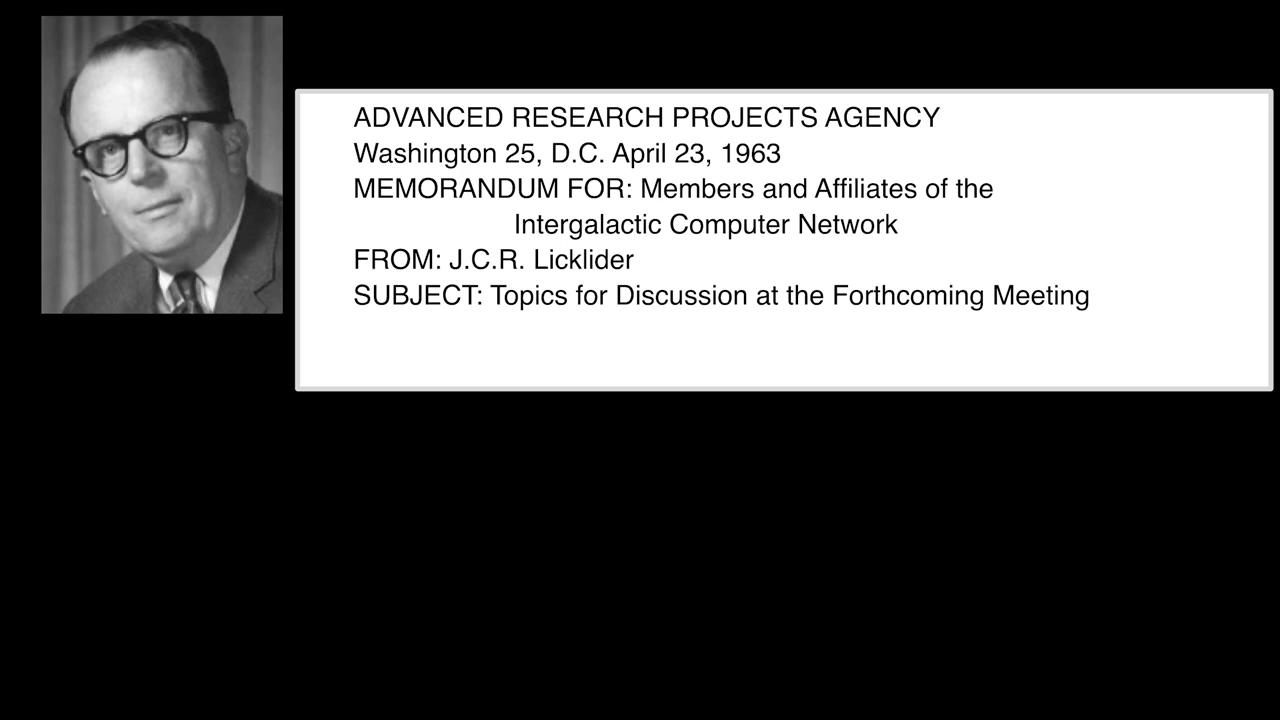 ADVANCED RESEARCH PROJECTS AGENCY
Washington 25, D.C. April 23, 1963
MEMORANDUM FOR: Members and Affiliates of the
Intergalactic Computer Network
FROM: J.C.R. Licklider
SUBJECT: Topics for Discussion at the Forthcoming Meeting